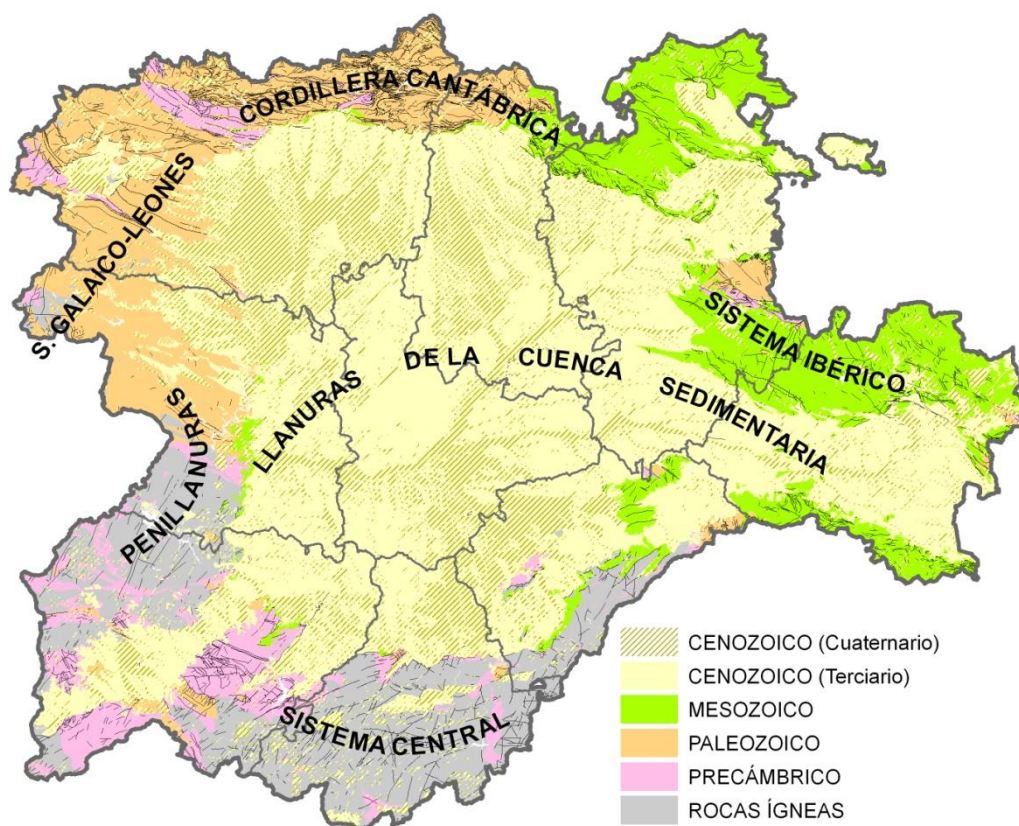 CORDILLERA CANTÁBRICA
S. GALAICO-LEONES
SISTEMA IBÉRICO
LLANURAS DE LA CUENCA SEDIMENTARIA
PENILLANURAS
SISTEMA CENTRAL
CENOZOICO (Cuaternario)
CENOZOICO (Terciario)
MESOZOICO
PALEOZOICO
PRECÁMBRICO
ROCAS ÍGNEAS